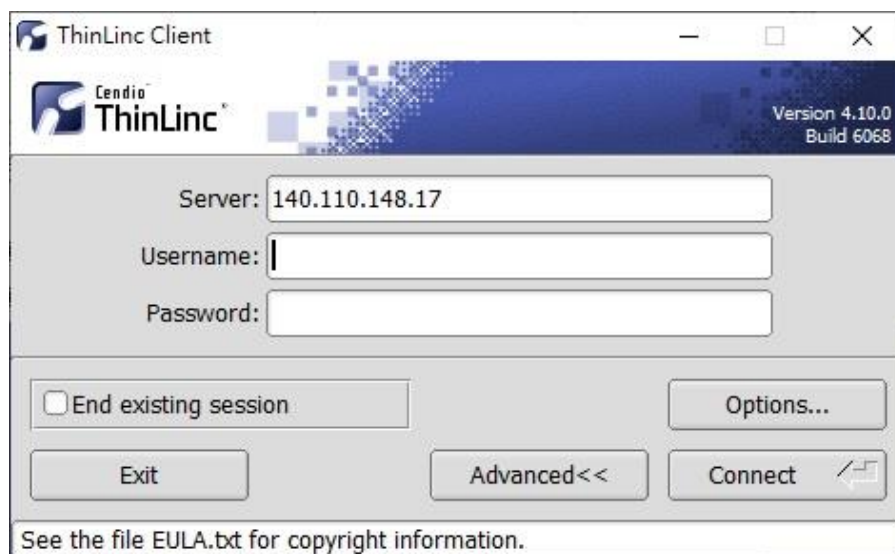 ThinLinc Client
Cendio
ThinLinc
Version 4.10.0
Build 6068
Server: 140.110.148.17
Username:
Password:
End existing session
Options...
Exit
Advanced<<
Connect
See the file EULA.txt for copyright information.